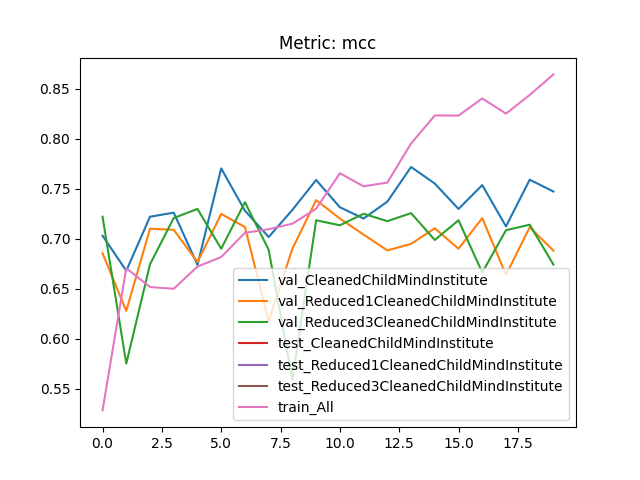 Metric: mcc
0.85
0.80
0.75
0.70
0.65
0.60
0.55
val_CleanedChildMindInstitute
val_Reduced1CleanedChildMindInstitute
val_Reduced3CleanedChildMindInstitute
test_CleanedChildMindInstitute
test_Reduced1CleanedChildMindInstitute
test_Reduced3CleanedChildMindInstitute
train_All
0.0 2.5 5.0 7.5 10.0 12.5 15.0 17.5